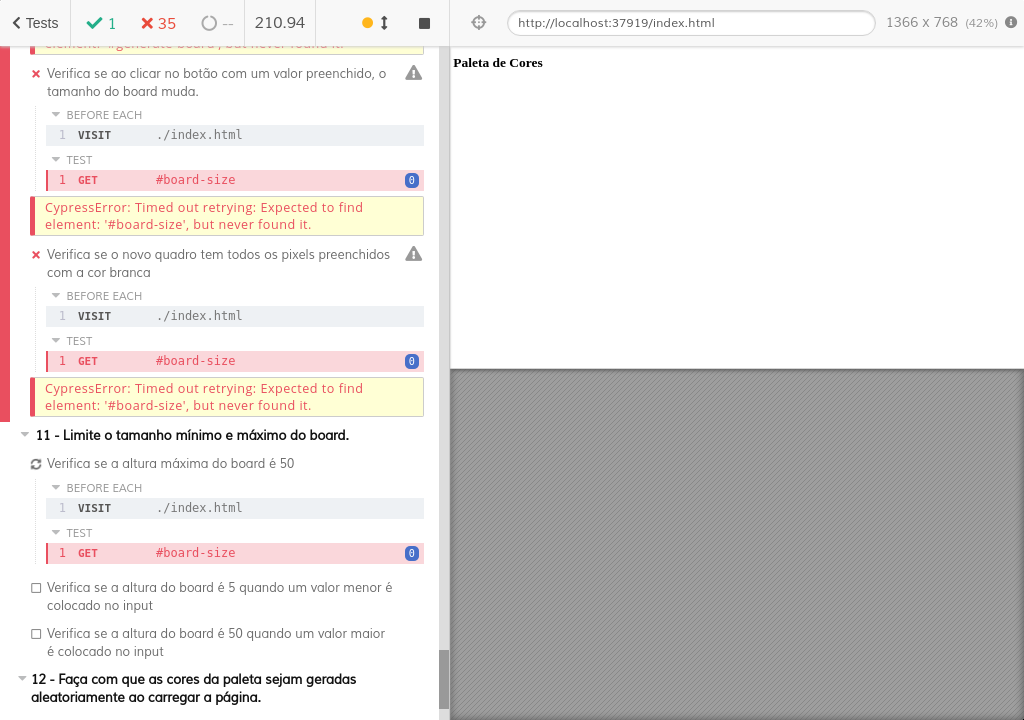 Tests
1
35
--
210.94
http://localhost:37919/index.html
1366 x 768 (42%)
element: '#generate-board', but never found it.
Verifica se ao clicar no botão com um valor preenchido, o
tamanho do board muda.
BEFORE EACH
1 VISIT ./index.html
TEST
1 GET #board-size 0
CypressError: Timed out retrying: Expected to find
element: '#board-size', but never found it.
Verifica se o novo quadro tem todos os pixels preenchidos
com a cor branca
BEFORE EACH
1 VISIT ./index.html
TEST
1 GET #board-size 0
CypressError: Timed out retrying: Expected to find
element: '#board-size', but never found it.
11 - Limite o tamanho mínimo e máximo do board.
Verifica se a altura máxima do board é 50
BEFORE EACH
1 VISIT ./index.html
TEST
1 GET #board-size 0
Verifica se a altura do board é 5 quando um valor menor é
colocado no input
Verifica se a altura do board é 50 quando um valor maior
é colocado no input
12 - Faça com que as cores da paleta sejam geradas
aleatoriamente ao carregar a página.
Paleta de Cores